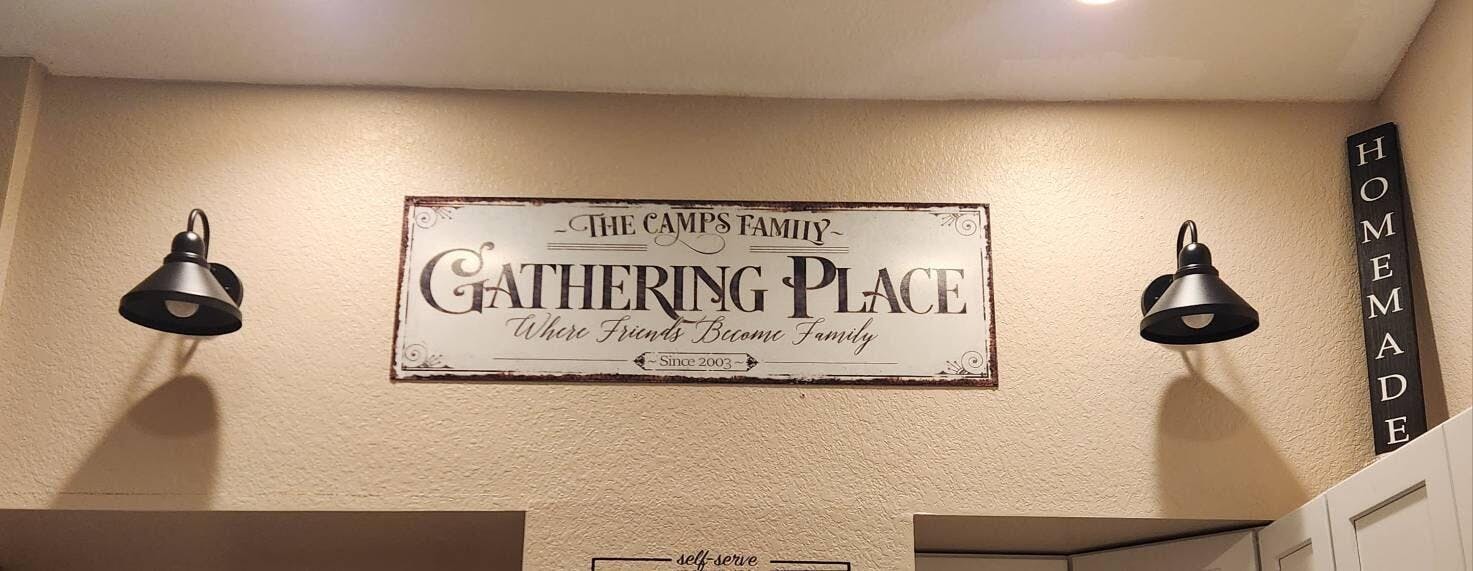 ~THE CAMPS FAMILY~
GATHERING PLACE
Where Friends Become Family
~Since 2003~
HOMEMADE
self-serve